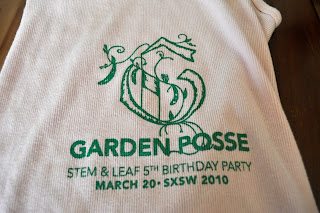 G
GARDEN POSSE
STEM & LEAF 5TH BIRTHDAY PARTY
MARCH 20 • SXSW 2010